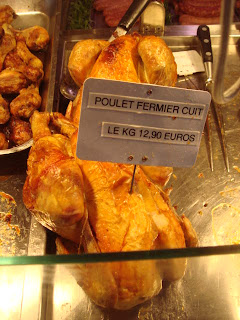 POULET FERMIER CUIT
LE KG 12,90 EUROS